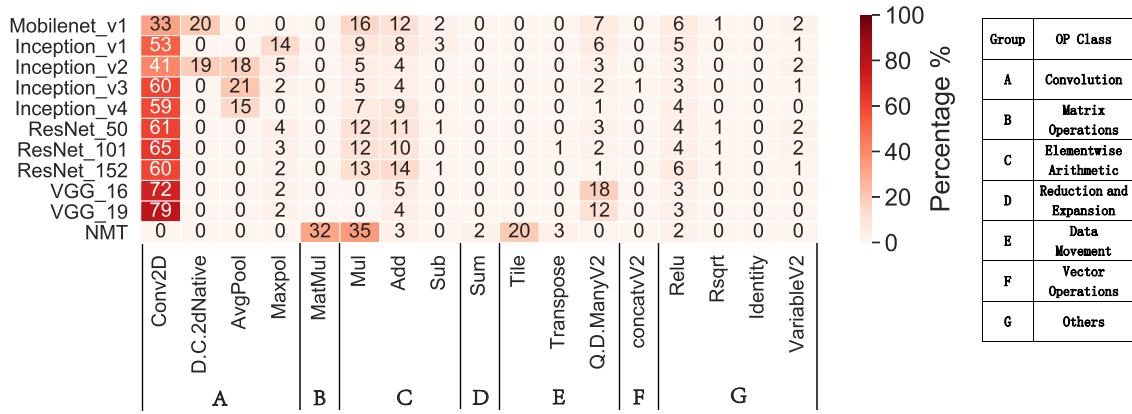 Mobilenet_v1 33 20 0 0 0 16 12 2 0 0 0 7 0 6 1 0 2
Inception_v1 53 0 0 14 0 9 8 3 0 0 0 6 0 5 0 0 1
Inception_v2 41 19 18 5 0 5 4 0 0 0 0 3 0 3 0 0 2
Inception_v3 60 0 21 2 0 5 4 0 0 0 0 2 1 3 0 0 1
Inception_v4 59 0 15 0 0 7 9 0 0 0 0 1 0 4 0 0 0
ResNet_50 61 0 0 4 0 12 11 1 0 0 0 3 0 4 1 0 2
ResNet_101 65 0 0 3 0 12 10 0 0 0 1 2 0 4 1 0 2
ResNet_152 60 0 0 2 0 13 14 1 0 0 0 1 0 6 1 0 1
VGG_16 72 0 0 2 0 0 5 0 0 0 0 18 0 3 0 0 0
VGG_19 79 0 0 2 0 0 4 0 0 0 0 12 0 3 0 0 0
NMT 0 0 0 0 32 35 3 0 2 20 3 0 0 2 0 0 0
Conv2D
D.C.2dNative
AvgPool
Maxpol
MatMul
Mul
Add
Sub
Sum
Tile
Transpose
Q.D.ManyV2
concatvV2
Relu
Rsqrt
Identity
VariableV2
A B C D E F G
100
80
60
40
20
0
Percentage %
Group OP Class
A Convolution
B Matrix
Operations
C Elementwise
Arithmetic
D Reduction and
Expansion
E Data
Movement
F Vector
Operations
G Others